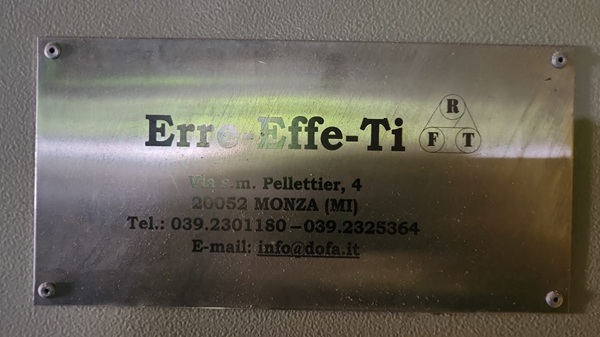 Erre-Effe-Ti
R
F T
Via s.m. Pellettier, 4
20052 MONZA (MI)
Tel.: 039.2301180-039.2325364
E-mail: info@dofa.it